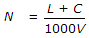 N = L + C
1000V